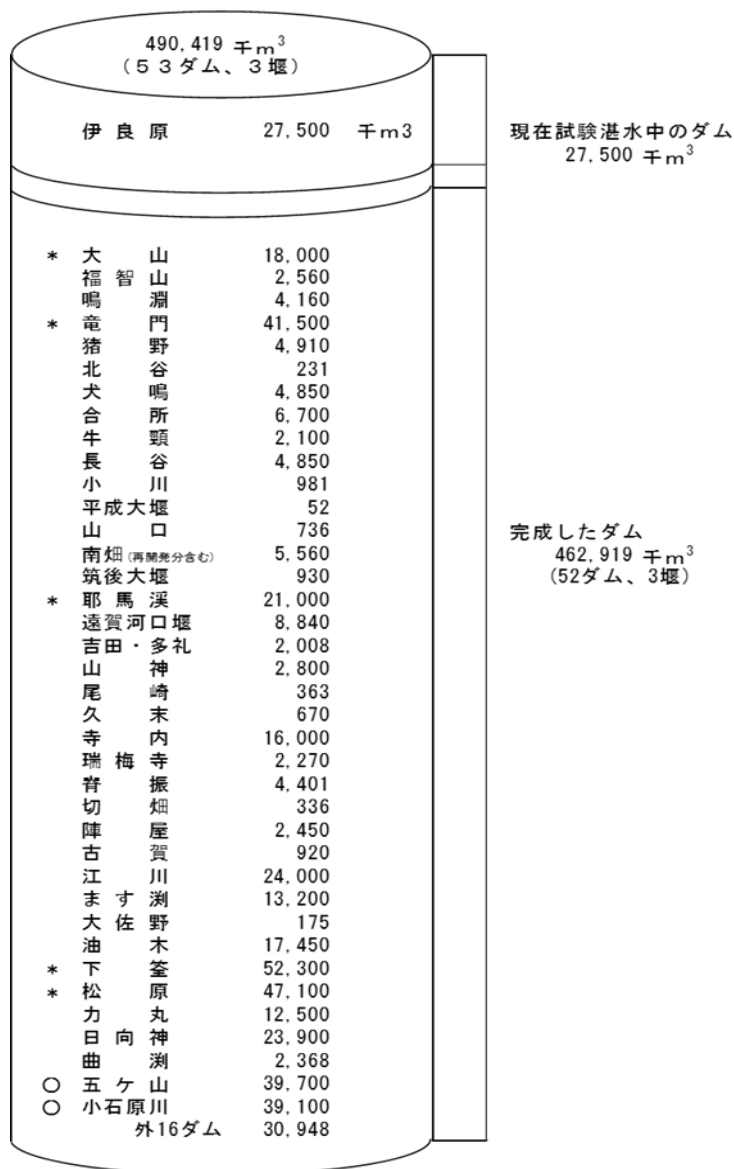 490,419 千m³
(53ダム、3堰)
伊良原 27,500 千m3
現在試験湛水中のダム
27,500 千m³
* 大山 18,000
福智山 2,560
鳴淵 4,160
* 竜門 41,500
猪野 4,910
北谷 231
犬鳴 4,850
合所 6,700
牛頸 2,100
長谷 4,850
小川 981
平成大堰 52
山口 736
南畑(再開発分含む) 5,560
筑後大堰 930
* 耶馬渓 21,000
遠賀河口堰 8,840
吉田・多礼 2,008
山神 2,800
尾崎 363
久末 670
寺内 16,000
瑞梅寺 2,270
脊振 4,401
切畑 336
陣屋 2,450
古賀 920
江川 24,000
ます渕 13,200
大佐野 175
油木 17,450
* 下筌 52,300
* 松原 47,100
力丸 12,500
日向神 23,900
曲渕 2,368
○ 五ケ山 39,700
○ 小石原川 39,100
外16ダム 30,948
完成したダム
462,919 千m³
(52ダム、3堰)